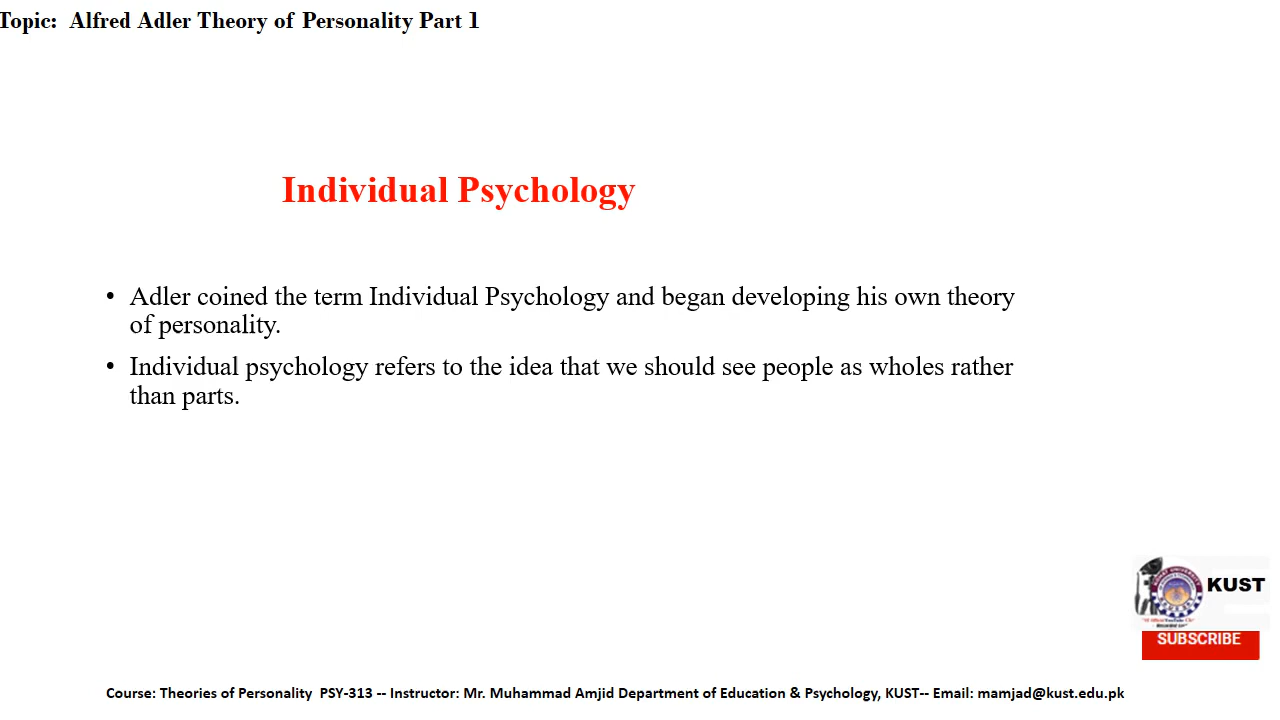 Topic: Alfred Adler Theory of Personality Part 1
Individual Psychology
• Adler coined the term Individual Psychology and began developing his own theory
of personality.
• Individual psychology refers to the idea that we should see people as wholes rather
than parts.
KUST
SUBSCRIBE
Course: Theories of Personality PSY-313 -- Instructor: Mr. Muhammad Amjid Department of Education & Psychology, KUST-- Email: mamjad@kust.edu.pk